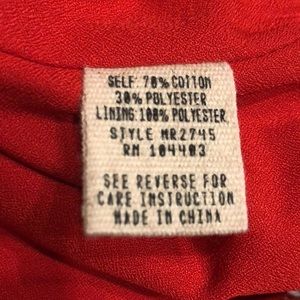 SELF: 70% COTTON
30% POLYESTER
LINING: 100% POLYESTER
STYLE MR2745
RN 104403
SEE REVERSE FOR
CARE INSTRUCTION
MADE IN CHINA